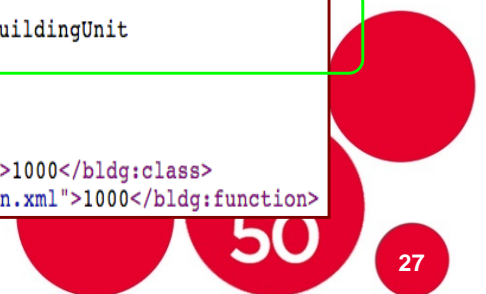 uildingUnit
>1000</bldg:class>
n.xml">1000</bldg:function>
50
27